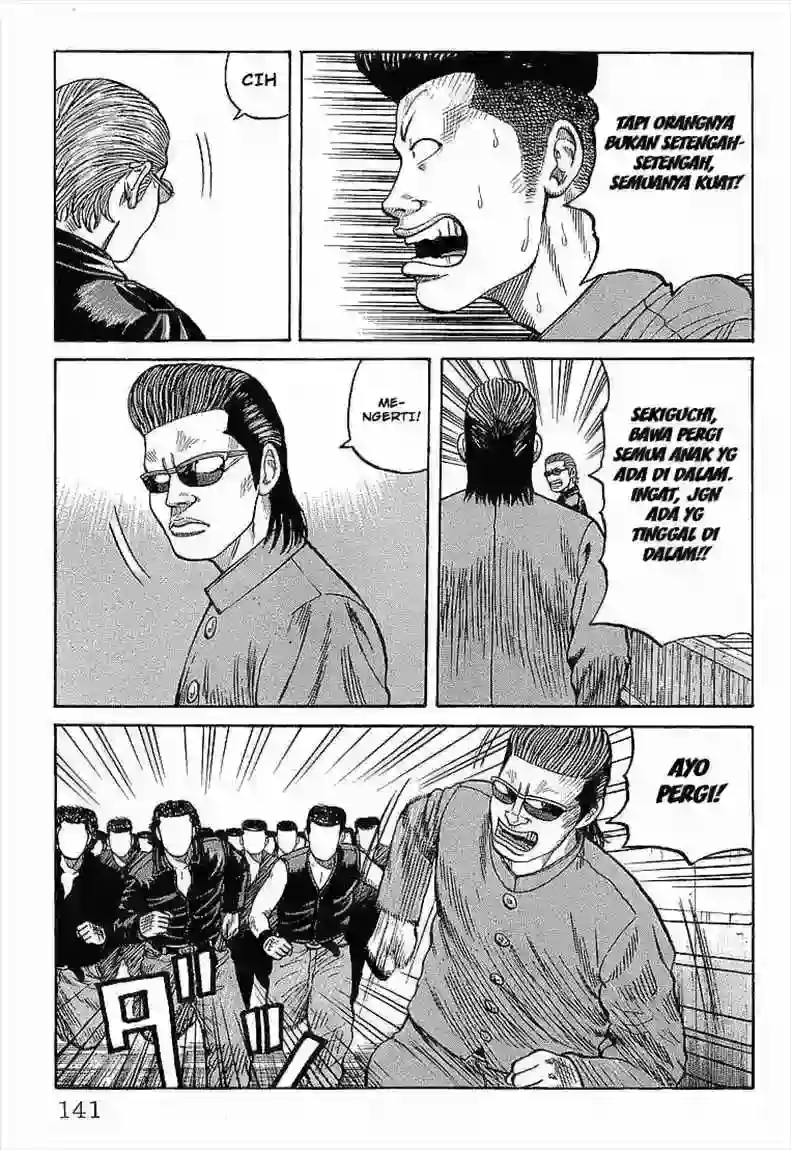 TAPI ORANGNYA
BUKAN SETENGAH-
SETENGAH,
SEMUANYA KUAT!
CIH
SEKIGUCHI,
BAWA PERGI
SEMUA ANAK YG
ADA DI DALAM.
INGAT, JGN
ADA YG
TINGGAL DI
DALAM!!
ME-
NGERTI!
AYO
PERGI!
ダダッ
141